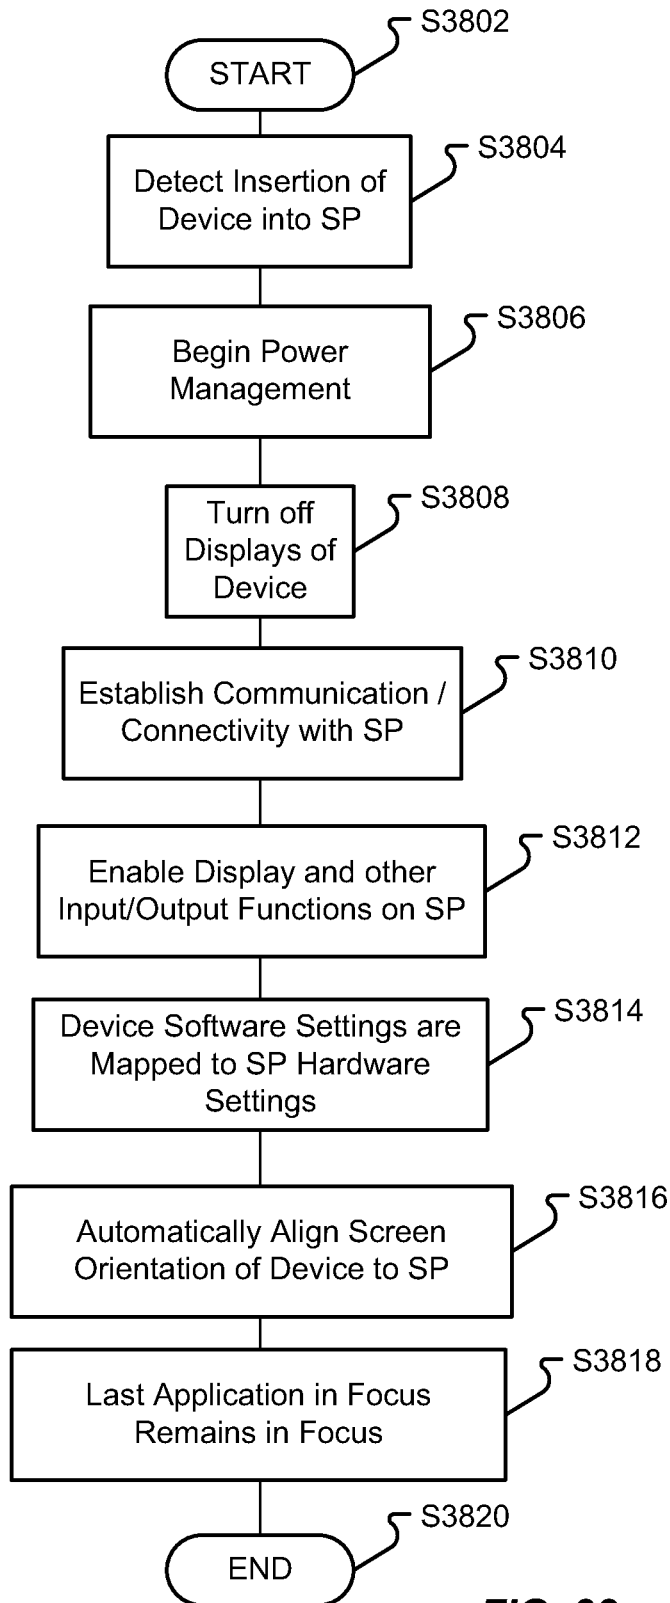 S3802
START
S3804
Detect Insertion of
Device into SP
S3806
Begin Power
Management
S3808
Turn off
Displays of
Device
S3810
Establish Communication /
Connectivity with SP
S3812
Enable Display and other
Input/Output Functions on SP
S3814
Device Software Settings are
Mapped to SP Hardware
Settings
S3816
Automatically Align Screen
Orientation of Device to SP
S3818
Last Application in Focus
Remains in Focus
S3820
END